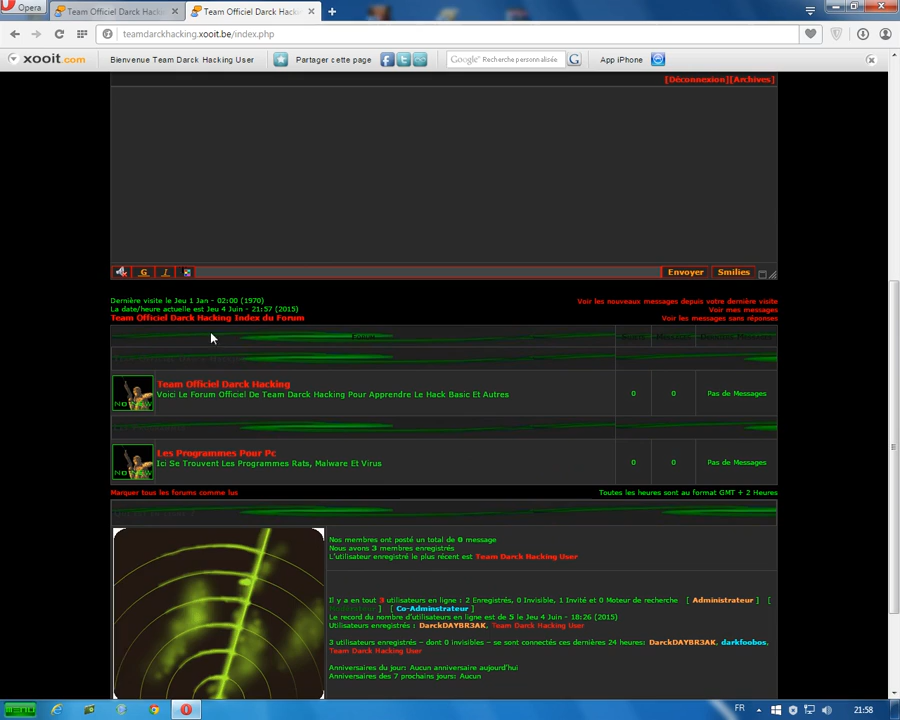 Opera
Team Officiel Darck Hackin
Team Officiel Darck Hackin
teamdarckhacking.xooit.be/index.php
xooit.com
Bienvenue Team Darck Hacking User
Partager cette page
Google™ Recherche personnalisée
G
App iPhone
[Déconnexion][Archives]
G
I
Envoyer
Smilies
Dernière visite le Jeu 1 Jan - 02:00 (1970)
Voir les nouveaux messages depuis votre dernière visite
La date/heure actuelle est Jeu 4 Juin - 21:57 (2015)
Voir mes messages
Team Officiel Darck Hacking Index du Forum
Voir les messages sans réponses
Forum
Team Officiel Darck Hacking
Voici Le Forum Officiel De Team Darck Hacking Pour Apprendre Le Hack Basic Et Autres
0
0
Pas de Messages
Les Programmes Pour Pc
Ici Se Trouvent Les Programmes Rats, Malware Et Virus
0
0
Pas de Messages
Marquer tous les forums comme lus
Toutes les heures sont au format GMT + 2 Heures
Nos membres ont posté un total de 0 message
Nous avons 3 membres enregistrés
L'utilisateur enregistré le plus récent est Team Darck Hacking User
Il y a en tout 3 utilisateurs en ligne : 2 Enregistrés, 0 Invisible, 1 Invité et 0 Moteur de recherche [ Administrateur ] [
] [ Co-Adminstrateur ]
Le record du nombre d'utilisateurs en ligne est de 5 le Jeu 4 Juin - 18:26 (2015)
Utilisateurs enregistrés : DarckDAYBR3AK, Team Darck Hacking User
3 utilisateurs enregistrés – dont 0 invisibles – se sont connectés ces dernières 24 heures: DarckDAYBR3AK, darkfoobos,
Team Darck Hacking User
Anniversaires du jour: Aucun anniversaire aujourd'hui
Anniversaires des 7 prochains jours: Aucun
FR
21:58